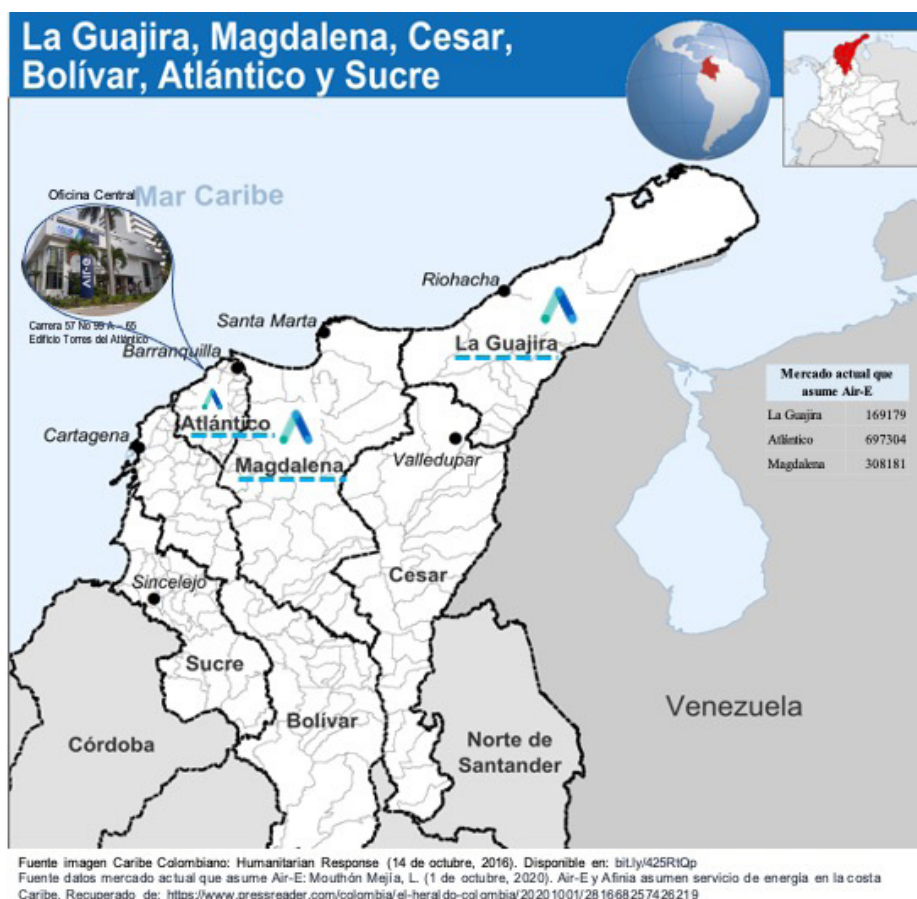 La Guajira, Magdalena, Cesar,
Bolívar, Atlántico y Sucre
Oficina Central
Mar Caribe
Air-e
Carrera 57 No 99 A - 65
Edificio Torres del Atlántico
Riohacha
Santa Marta
La Guajira
Barranquilla
Atlántico
Cartagena
Magdalena
Valledupar
Mercado actual que
asume Air-E
La Guajira 169179
Atlántico 697304
Magdalena 308181
Cesar
Sincelejo
Sucre
Bolívar
Córdoba
Norte de
Santander
Venezuela
Fuente imagen Caribe Colombiano: Humanitarian Response (14 de octubre, 2016). Disponible en: bit.ly/425RtQp
Fuente datos mercado actual que asume Air-E: Mouthón Mejía, L. (1 de octubre, 2020). Air-E y Afinia asumen servicio de energía en la costa
Caribe. Recuperado de: https://www.pressreader.com/colombia/el-heraldo-colombia/20201001/281668257426219